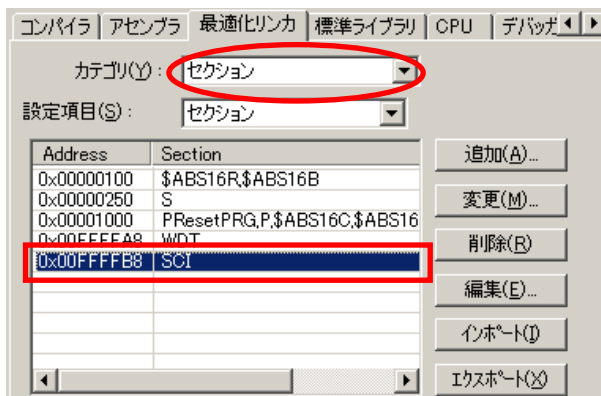 コンパイラ アセンブラ 最適化リンカ 標準ライブラリ CPU デバッガ
カテゴリ(Y): セクション
設定項目(S): セクション
Address Section
0x00000100 $ABS16R,$ABS16B
0x00000250 S
0x00001000 PResetPRG,P,$ABS16C,$ABS16
0x00FFFFA8 WDT
0x00FFFFB8 SCI
追加(A)...
変更(M)...
削除(R)
編集(E)...
インポート(I)
エクスポート(X)